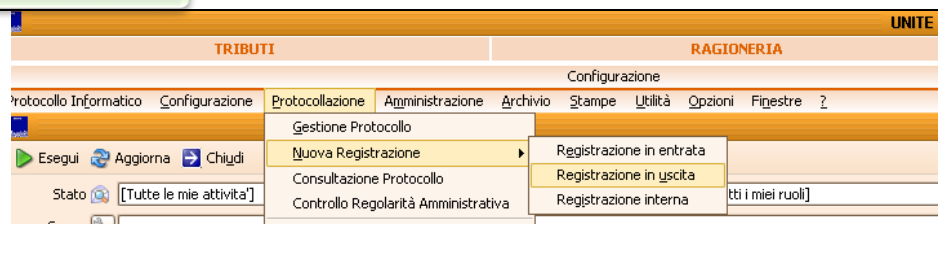 UNITE
TRIBUTI RAGIONERIA
Configurazione
Protocollo Informatico Configurazione Protocollazione Amministrazione Archivio Stampe Utilità Opzioni Finestre ?
Gestione Protocollo
Nuova Registrazione Registrazione in entrata
Esegui Aggiorna Chiudi
Registrazione in uscita
Consultazione Protocollo
Stato [Tutte le mie attivita'] tti i miei ruoli]
Controllo Regolarità Amministrativa Registrazione interna